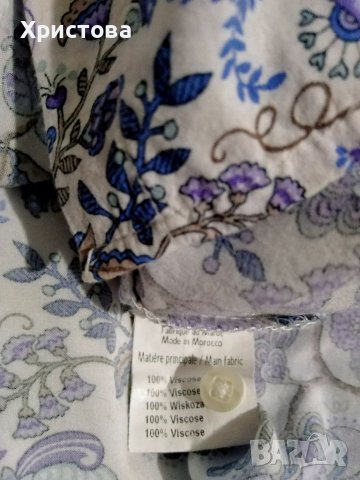 Христова
Fabriqué au Maroc
Made in Morocco
Matière principale / Main fabric
100% Viscose
100% Viscose
100% Wiskoza
100% Viscose
100% Viscose
BAZAR